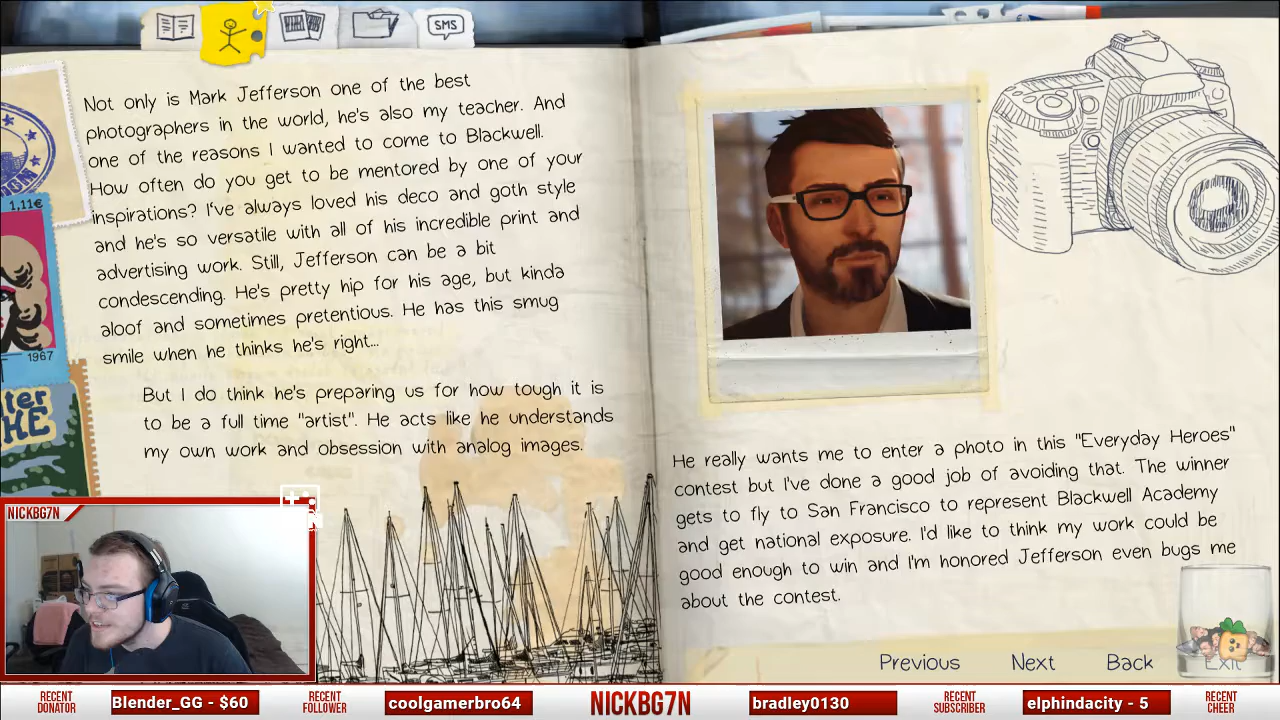 SMS
1,11€
1967
ter
KE
Not only is Mark Jefferson one of the best
photographers in the world, he's also my teacher. And
one of the reasons I wanted to come to Blackwell.
How often do you get to be mentored by one of your
inspirations? I've always loved his deco and goth style
and he's so versatile with all of his incredible print and
advertising work. Still, Jefferson can be a bit
condescending. He's pretty hip for his age, but kinda
aloof and sometimes pretentious. He has this smug
smile when he thinks he's right...
But I do think he's preparing us for how tough it is
to be a full time "artist". He acts like he understands
my own work and obsession with analog images.
He really wants me to enter a photo in this "Everyday Heroes"
contest but I've done a good job of avoiding that. The winner
gets to fly to San Francisco to represent Blackwell Academy
and get national exposure. I'd like to think my work could be
good enough to win and I'm honored Jefferson even bugs me
about the contest.
Previous Next Back Exit
NICKBG7N
RECENT DONATOR
Blender_GG - $60
RECENT FOLLOWER
coolgamerbro64
NICKBG7N
bradley0130
RECENT SUBSCRIBER
elphindacity - 5
RECENT CHEER